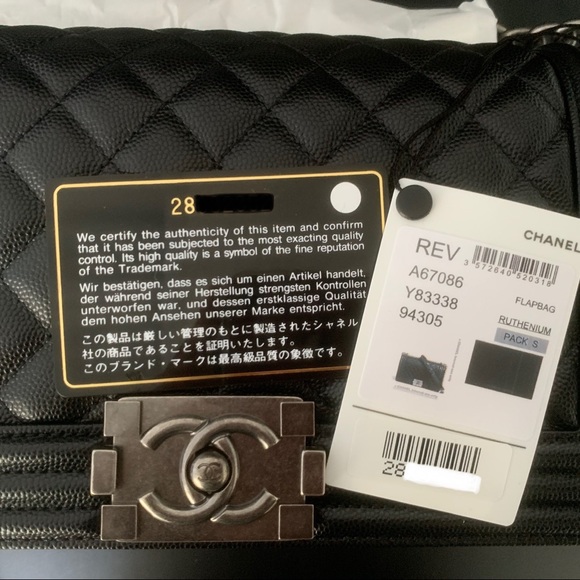 28
We certify the authenticity of this item and confirm
that it has been subjected to the most exacting quality
control. Its high quality is a symbol of the fine reputation
of the Trademark.
Wir bestätigen, dass es sich um einen Artikel handelt,
der während seiner Herstellung strengsten Kontrollen
unterworfen war, und dessen erstklassige Qualität
dem hohen Ansehen unserer Marke entspricht.
この製品は厳しい管理のもとに製造されたシャネル
社の商品であることを証明いたします。
このブランド・マークは最高級品質の象徴です。
CHANEL
REV
3 572640 520318
A67086
Y83338
94305
FLAPBAG
RUTHENIUM
PACK S
28